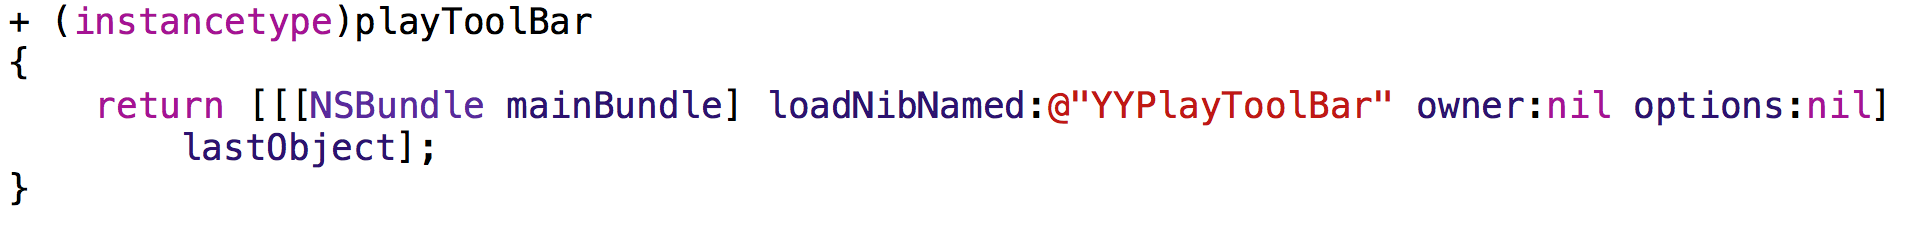 + (instancetype)playToolBar
{
    return [[[NSBundle mainBundle] loadNibNamed:@"YYPlayToolBar" owner:nil options:nil]
        lastObject];
}